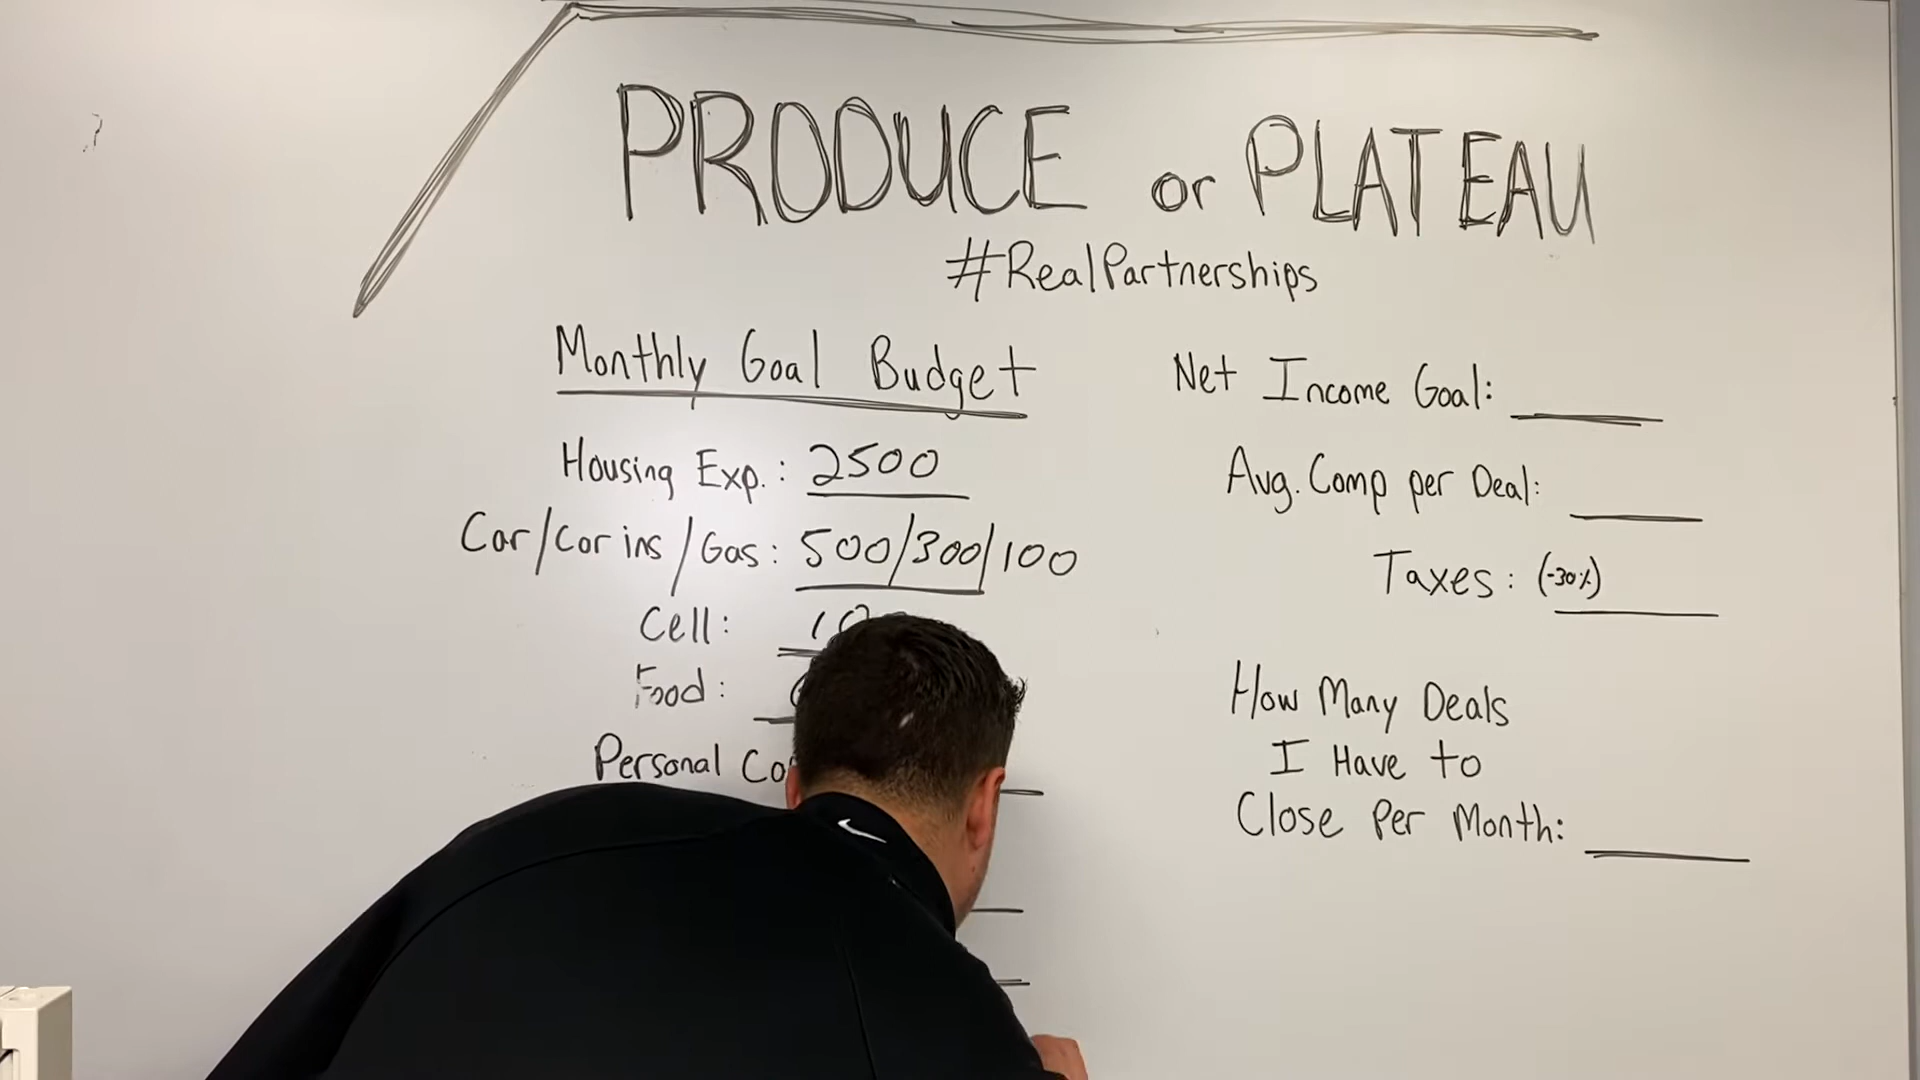 PRODUCE or PLATEAU
#RealPartnerships
Monthly Goal Budget
Housing Exp.: 2500
Car/Car ins/Gas: 500/300/100
Cell:
Food:
Personal
Net Income Goal:
Avg. Comp per Deal:
Taxes: (-30%)
How Many Deals
I Have to
Close Per Month: